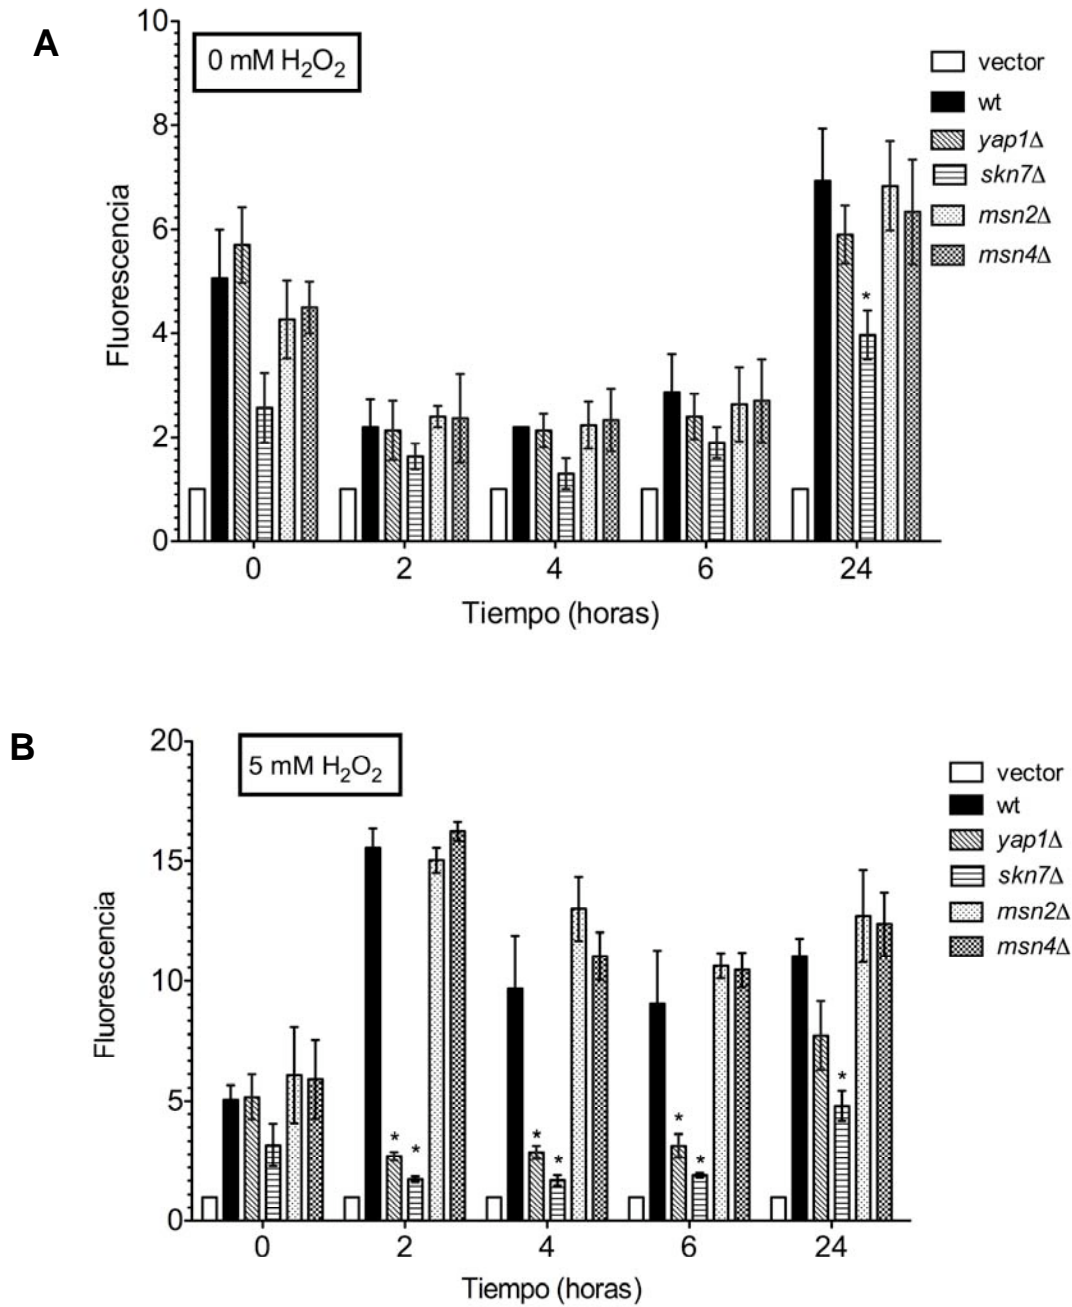 A
0 mM H₂O₂
10
8
6
4
2
0
Fluorescencia
vector
wt
yap1Δ
skn7Δ
msn2Δ
msn4Δ
*
0 2 4 6 24
Tiempo (horas)
B
5 mM H₂O₂
20
15
10
5
0
Fluorescencia
vector
wt
yap1Δ
skn7Δ
msn2Δ
msn4Δ
* * * * * * *
0 2 4 6 24
Tiempo (horas)